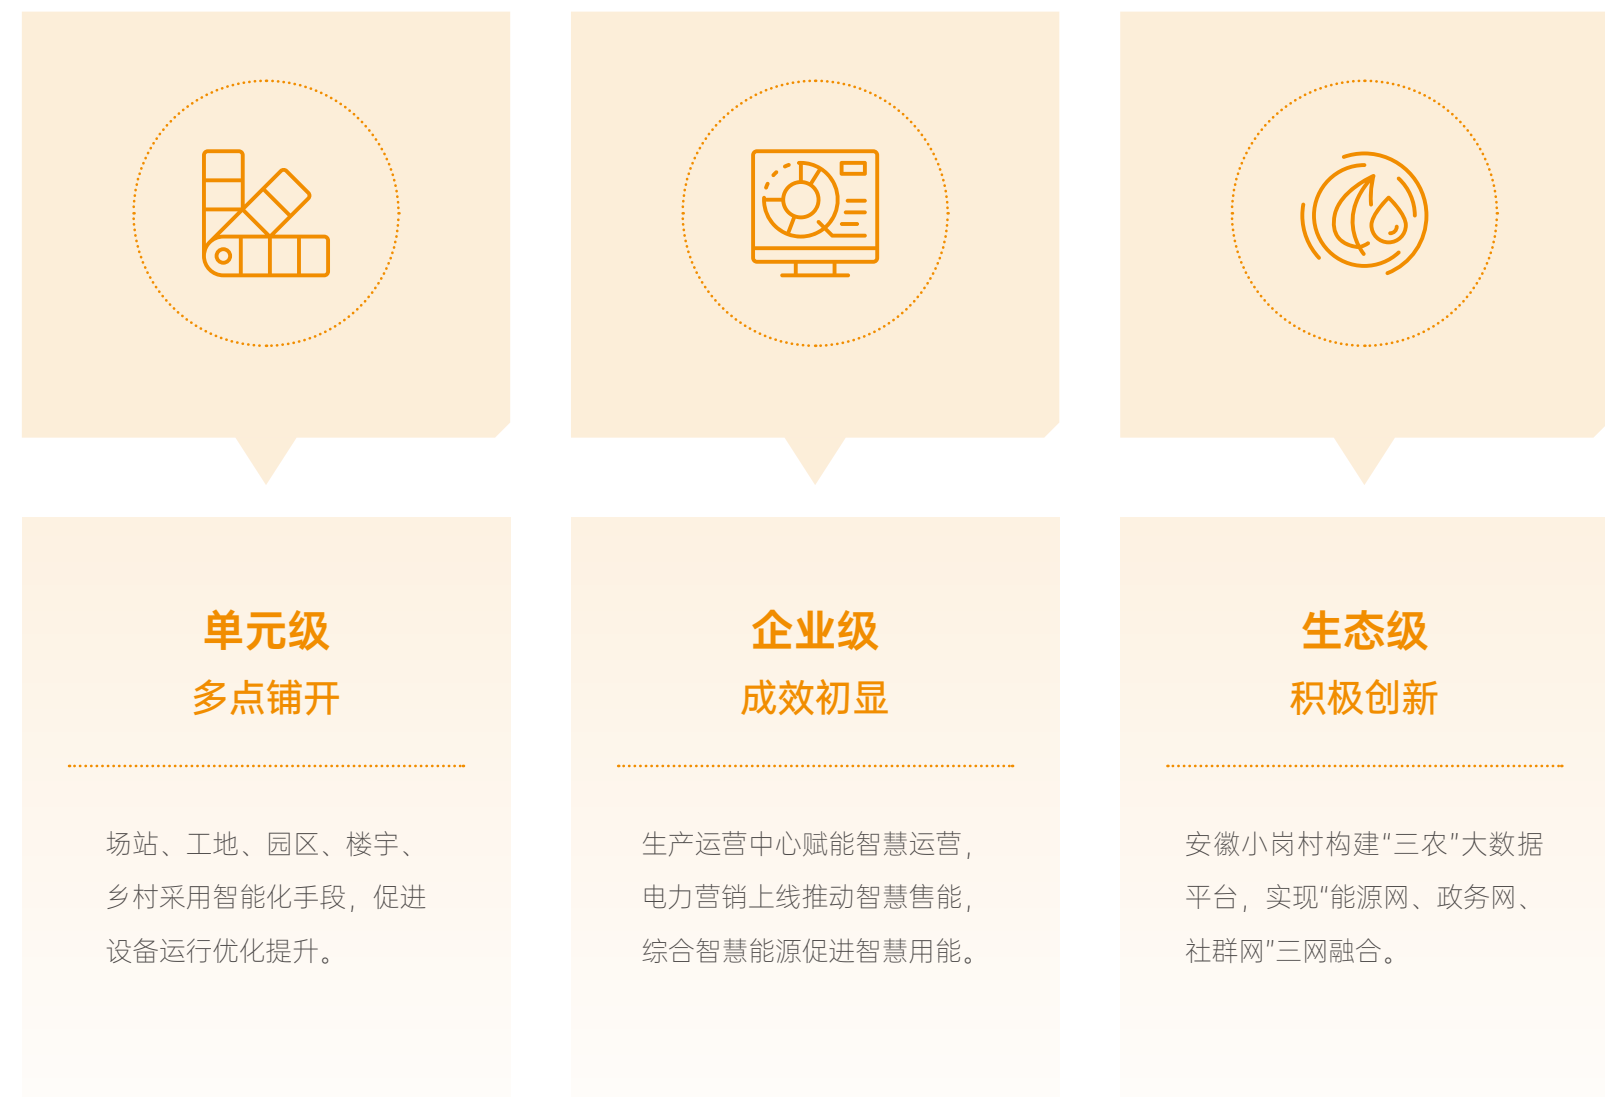 单元级
多点铺开
场站、工地、园区、楼宇、
乡村采用智能化手段，促进
设备运行优化提升。
企业级
成效初显
生产运营中心赋能智慧运营，
电力营销上线推动智慧售能，
综合智慧能源促进智慧用能。
生态级
积极创新
安徽小岗村构建“三农”大数据
平台，实现“能源网、政务网、
社群网”三网融合。